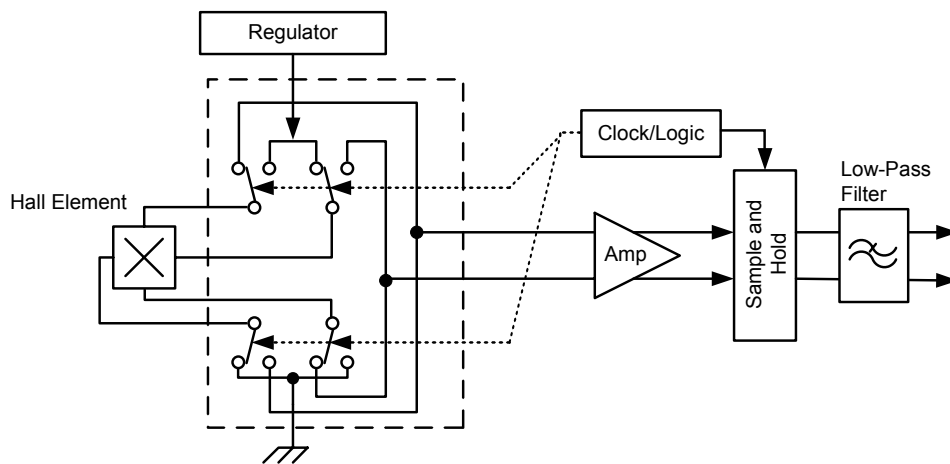 Regulator
Clock/Logic
Low-Pass
Filter
Hall Element
Amp
Sample and
Hold